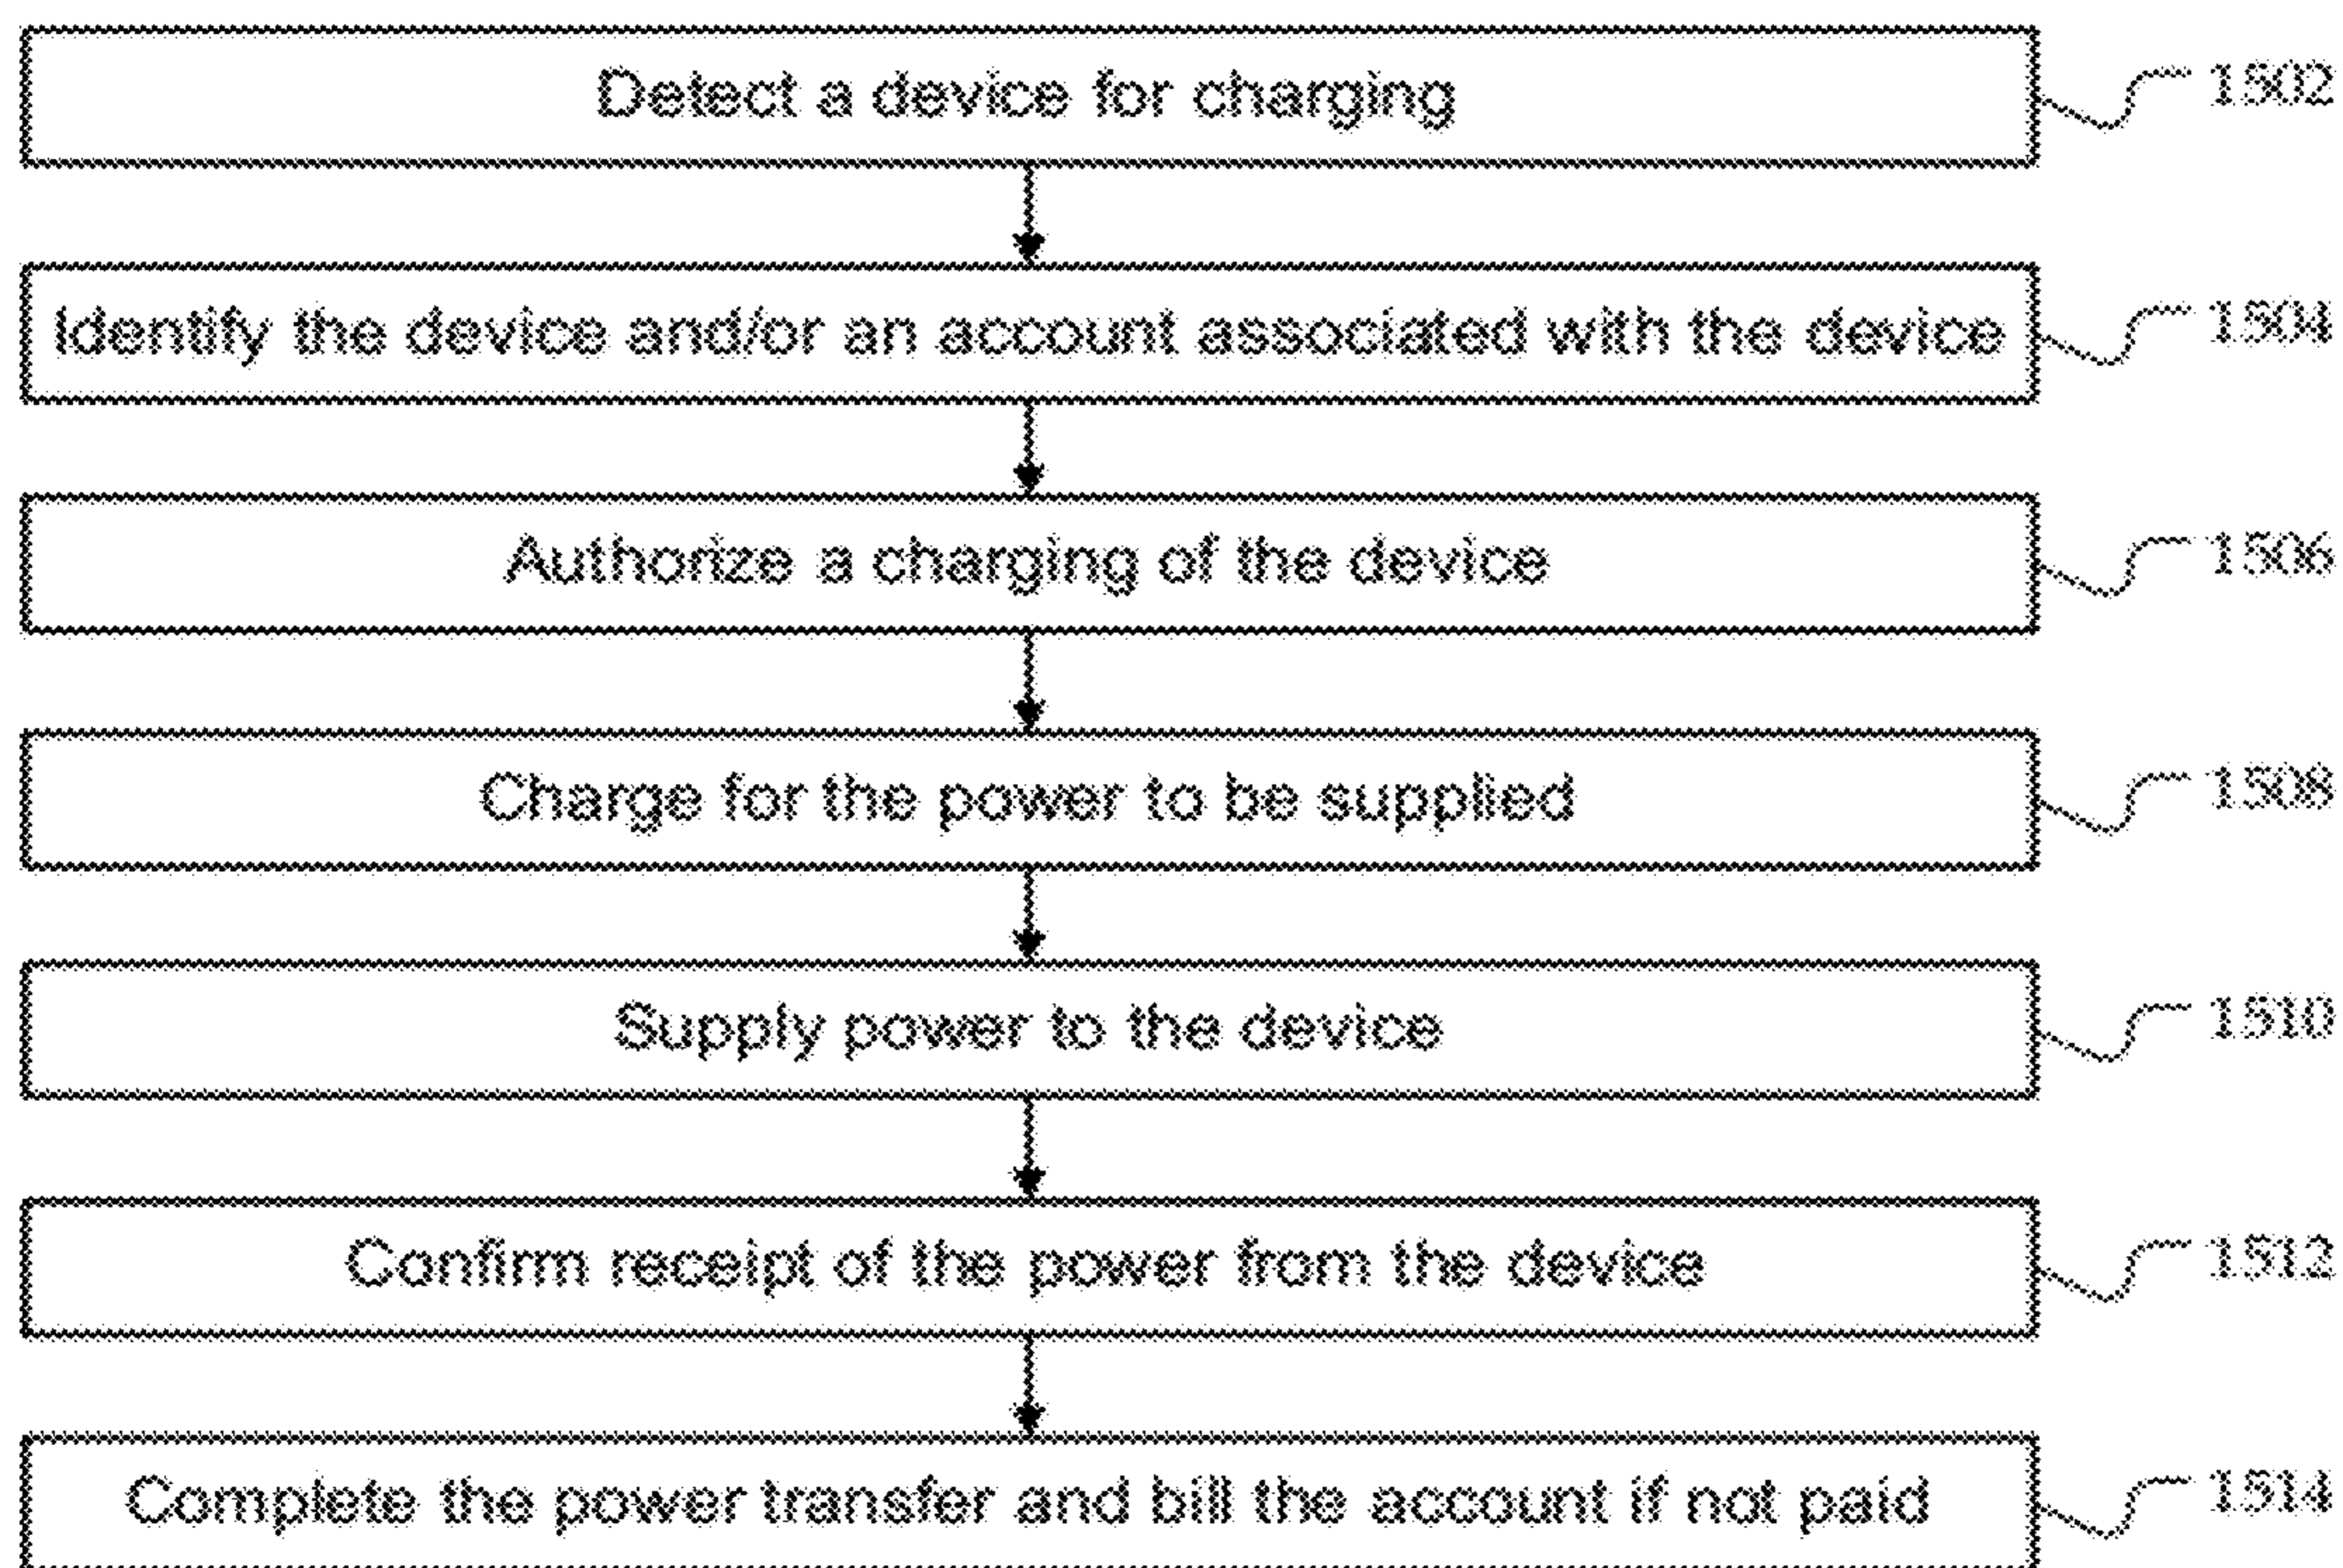 Detect a device for charging 1502
Identify the device and/or an account associated with the device 1504
Authorize a charging of the device 1506
Charge for the power to be supplied 1508
Supply power to the device 1510
Confirm receipt of the power from the device 1512
Complete the power transfer and bill the account if not paid 1514